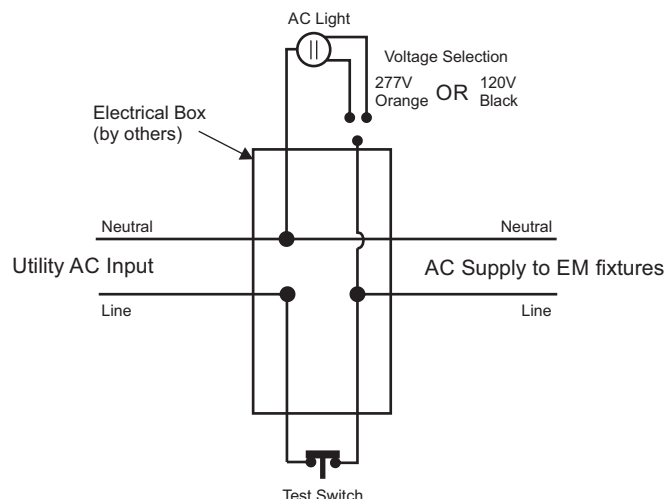 AC Light
Voltage Selection
277V
Orange
OR
120V
Black
Electrical Box
(by others)
Neutral
Neutral
Utility AC Input
AC Supply to EM fixtures
Line
Line
Test Switch